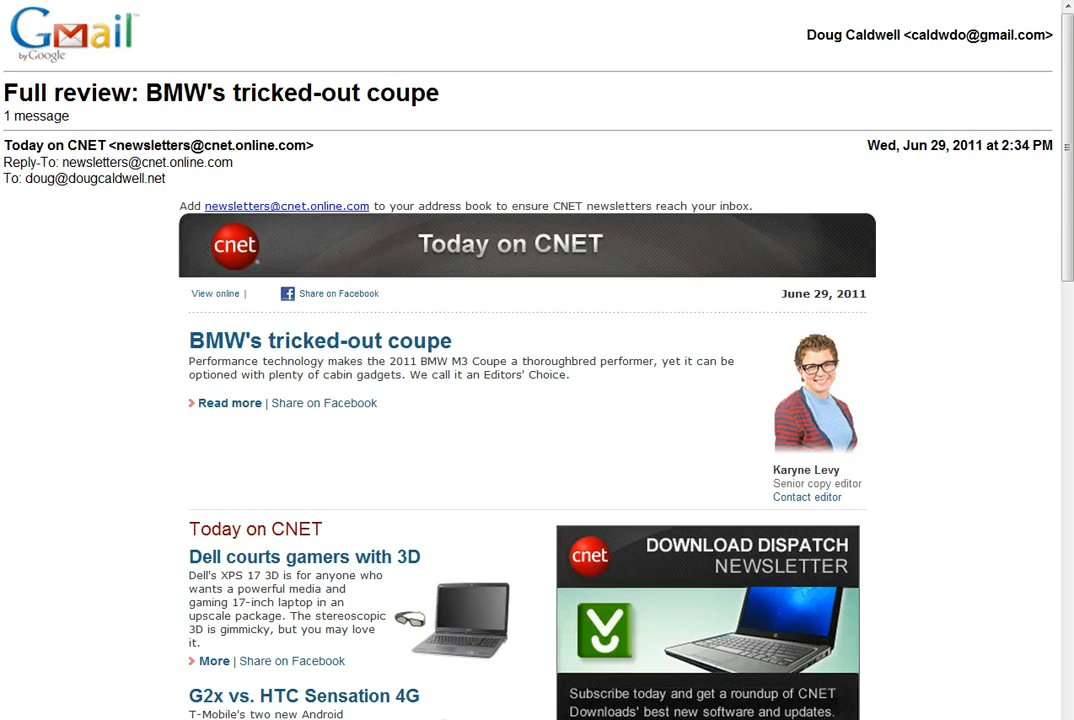 Gmail
by Google
Doug Caldwell <caldwdo@gmail.com>
Full review: BMW's tricked-out coupe
1 message
Today on CNET <newsletters@cnet.online.com>
Wed, Jun 29, 2011 at 2:34 PM
Reply-To: newsletters@cnet.online.com
To: doug@dougcaldwell.net
Add newsletters@cnet.online.com to your address book to ensure CNET newsletters reach your inbox.
cnet
Today on CNET
View online |
Share on Facebook
June 29, 2011
BMW's tricked-out coupe
Performance technology makes the 2011 BMW M3 Coupe a thoroughbred performer, yet it can be
optioned with plenty of cabin gadgets. We call it an Editors' Choice.
Read more | Share on Facebook
Karyne Levy
Senior copy editor
Contact editor
Today on CNET
Dell courts gamers with 3D
Dell's XPS 17 3D is for anyone who
wants a powerful media and
gaming 17-inch laptop in an
upscale package. The stereoscopic
3D is gimmicky, but you may love
it.
More | Share on Facebook
G2x vs. HTC Sensation 4G
T-Mobile's two new Android
cnet
DOWNLOAD DISPATCH
NEWSLETTER
Subscribe today and get a roundup of CNET
Downloads' best new software and updates.